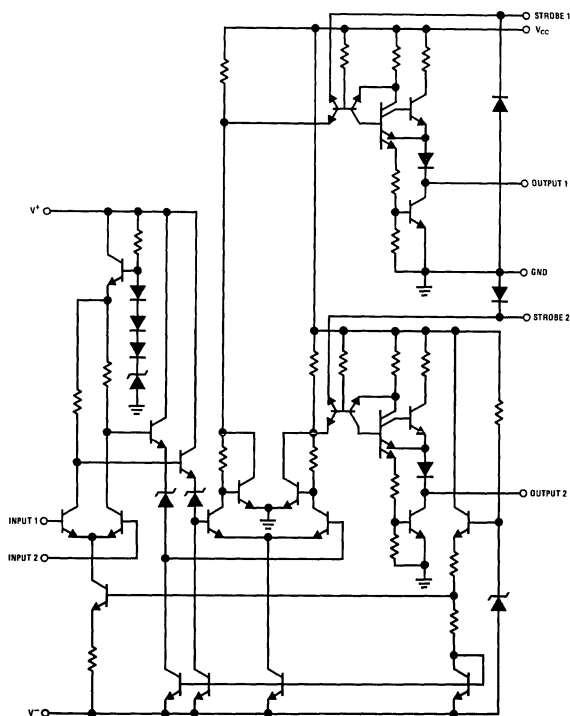 STROBE 1
VCC
OUTPUT 1
V+
GND
STROBE 2
OUTPUT 2
INPUT 1
INPUT 2
V−